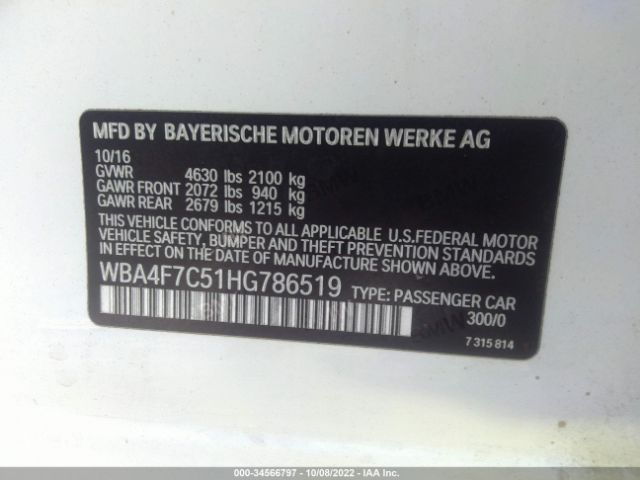 MFD BY BAYERISCHE MOTOREN WERKE AG
10/16
GVWR 4630 lbs 2100 kg
GAWR FRONT 2072 lbs 940 kg
GAWR REAR 2679 lbs 1215 kg
THIS VEHICLE CONFORMS TO ALL APPLICABLE U.S.FEDERAL MOTOR
VEHICLE SAFETY, BUMPER AND THEFT PREVENTION STANDARDS
IN EFFECT ON THE DATE OF MANUFACTURE SHOWN ABOVE.
WBA4F7C51HG786519 TYPE: PASSENGER CAR
300/0
7 315 814
000-34566797 - 10/08/2022 - IAAI.com